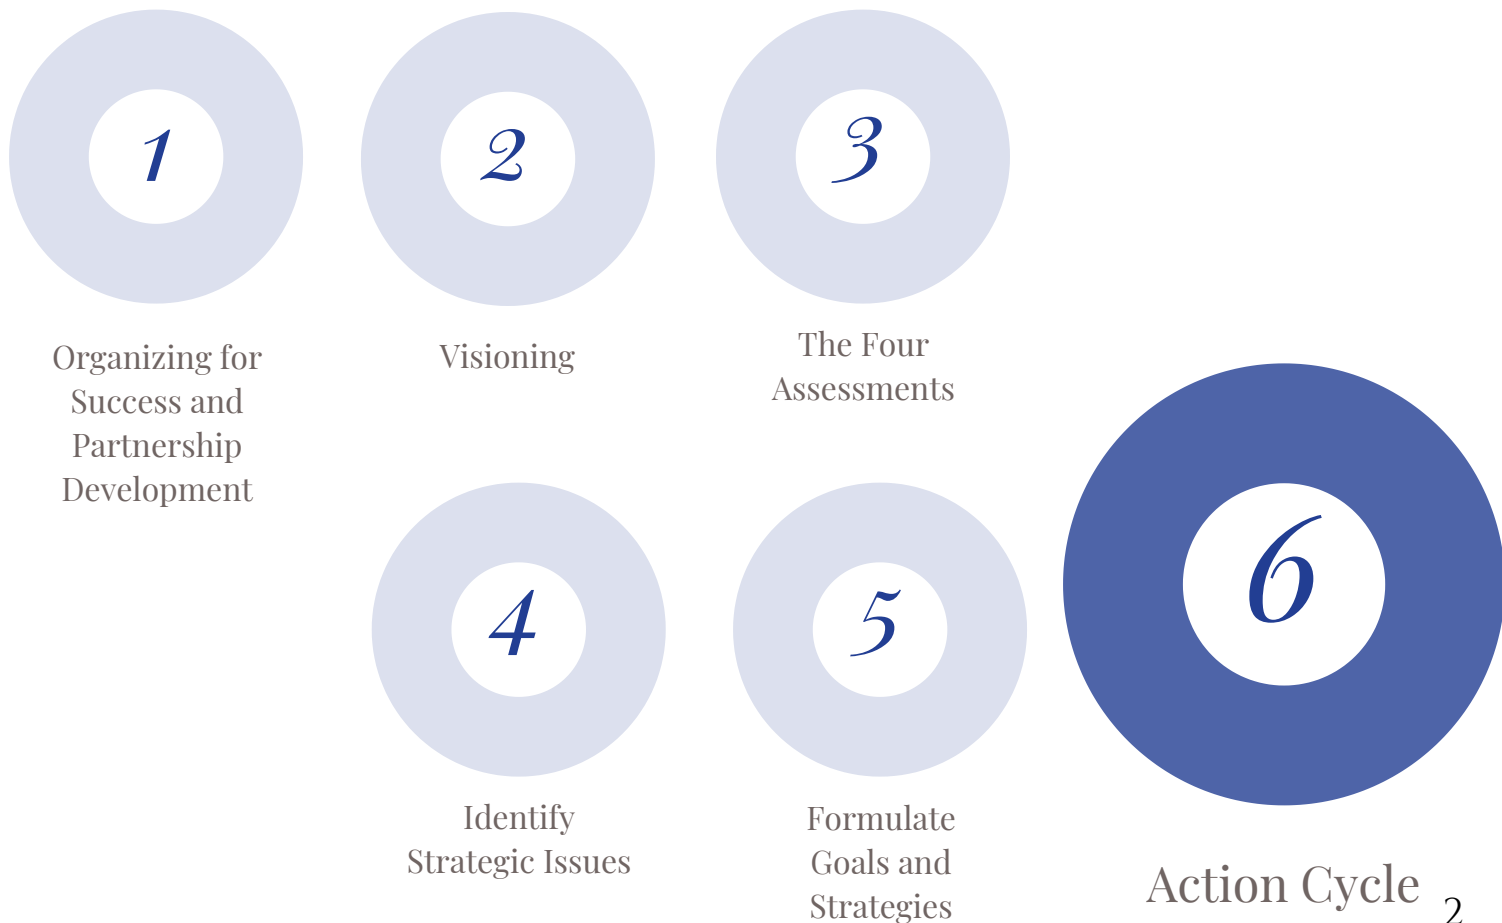 1
Organizing for
Success and
Partnership
Development
2
Visioning
3
The Four
Assessments
4
Identify
Strategic Issues
5
Formulate
Goals and
Strategies
6
Action Cycle
2